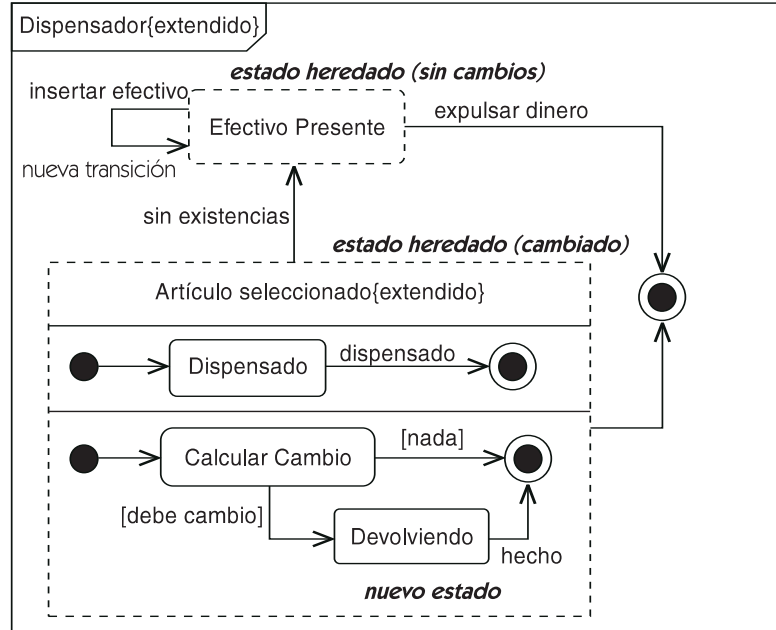 Dispensador{extendido}
estado heredado (sin cambios)
insertar efectivo
Efectivo Presente
expulsar dinero
nueva transición
sin existencias
estado heredado (cambiado)
Artículo seleccionado{extendido}
Dispensado
dispensado
Calcular Cambio
[nada]
[debe cambio]
Devolviendo
hecho
nuevo estado